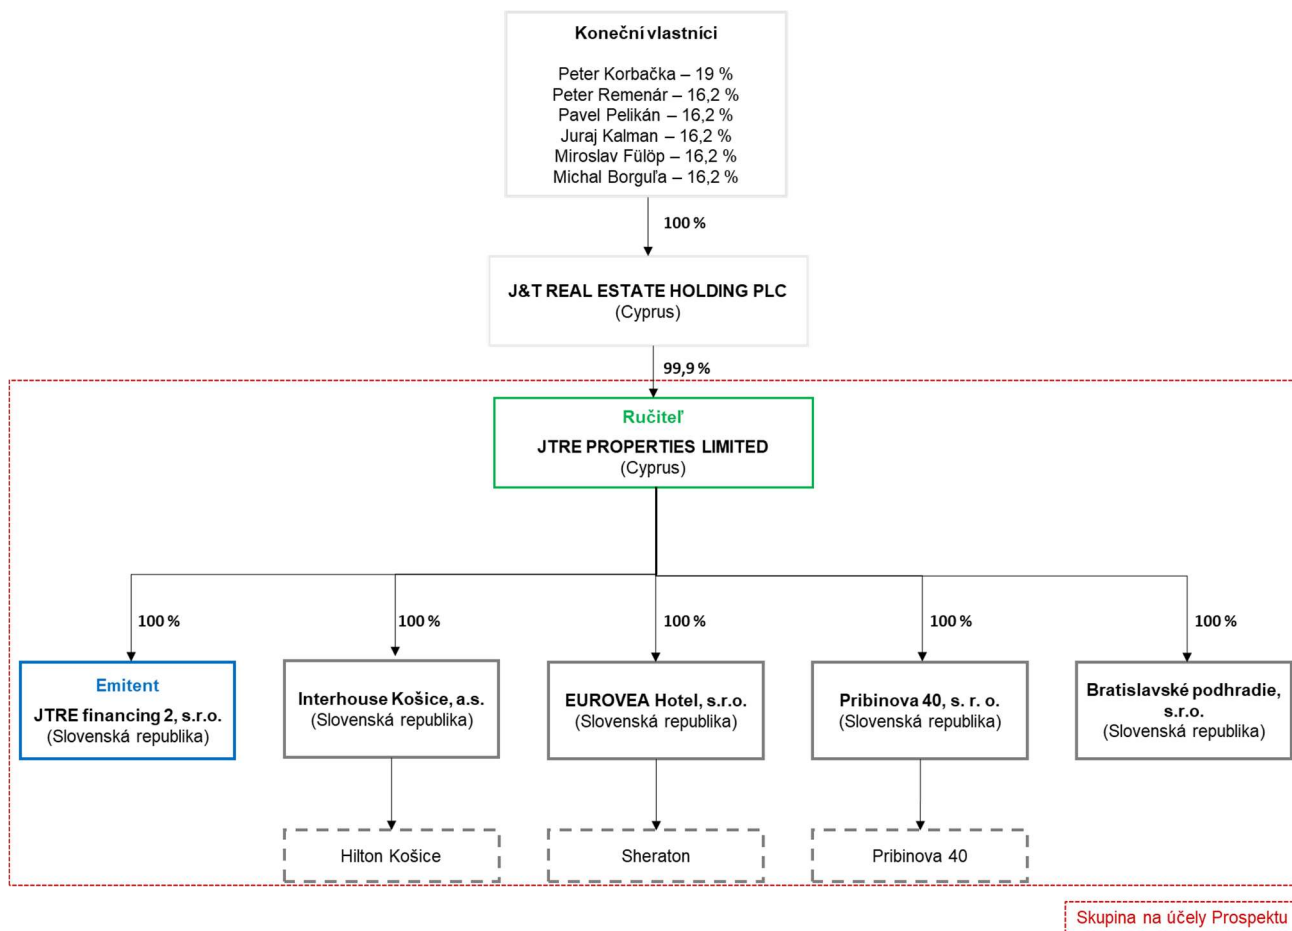 Koneční vlastníci
Peter Korbačka – 19 %
Peter Remenár – 16,2 %
Pavel Pelikán – 16,2 %
Juraj Kalman – 16,2 %
Miroslav Fülöp – 16,2 %
Michal Borguľa – 16,2 %
100 %
J&T REAL ESTATE HOLDING PLC
(Cyprus)
99,9 %
Ručiteľ
JTRE PROPERTIES LIMITED
(Cyprus)
100 %
100 %
100 %
100 %
100 %
Emitent
JTRE financing 2, s.r.o.
(Slovenská republika)
Interhouse Košice, a.s.
(Slovenská republika)
EUROVEA Hotel, s.r.o.
(Slovenská republika)
Pribinova 40, s. r. o.
(Slovenská republika)
Bratislavské podhradie,
s.r.o.
(Slovenská republika)
Hilton Košice
Sheraton
Pribinova 40
Skupina na účely Prospektu